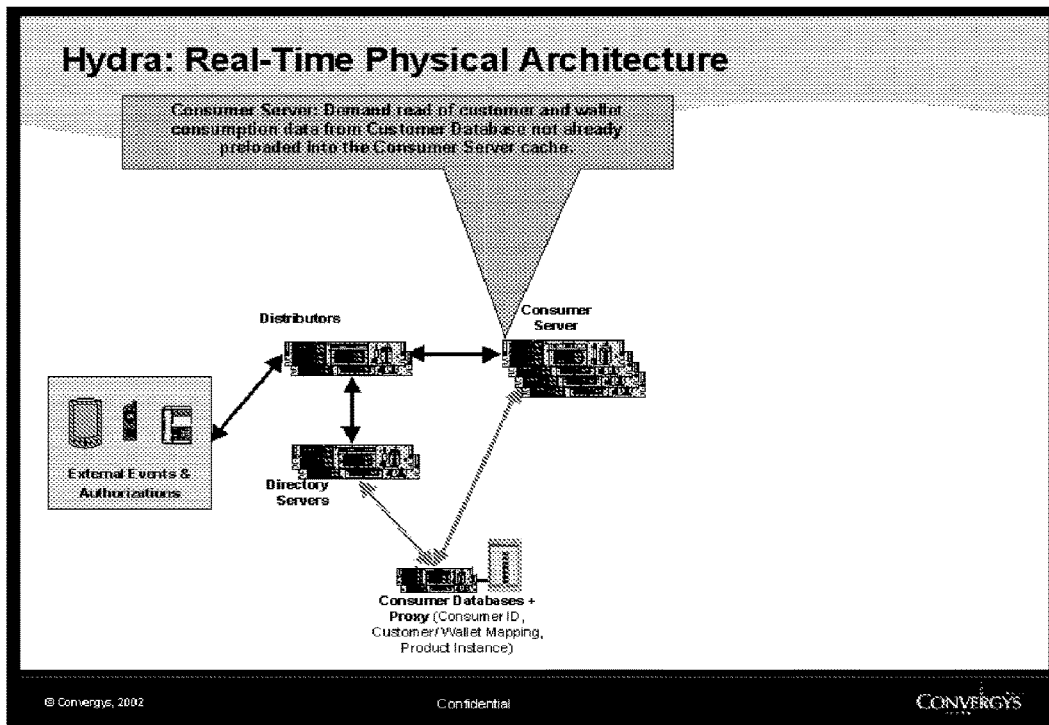 Hydra: Real-Time Physical Architecture
Consumer Server: Demand read of customer and wallet
consumption data from Customer Database not already
preloaded into the Consumer Server cache.
Distributors
Consumer
Server
External Events &
Authorizations
Directory
Servers
Consumer Databases +
Proxy (Consumer ID,
Customer/Wallet Mapping,
Product Instance)
© Convergys, 2002
Confidential
CONVERGYS